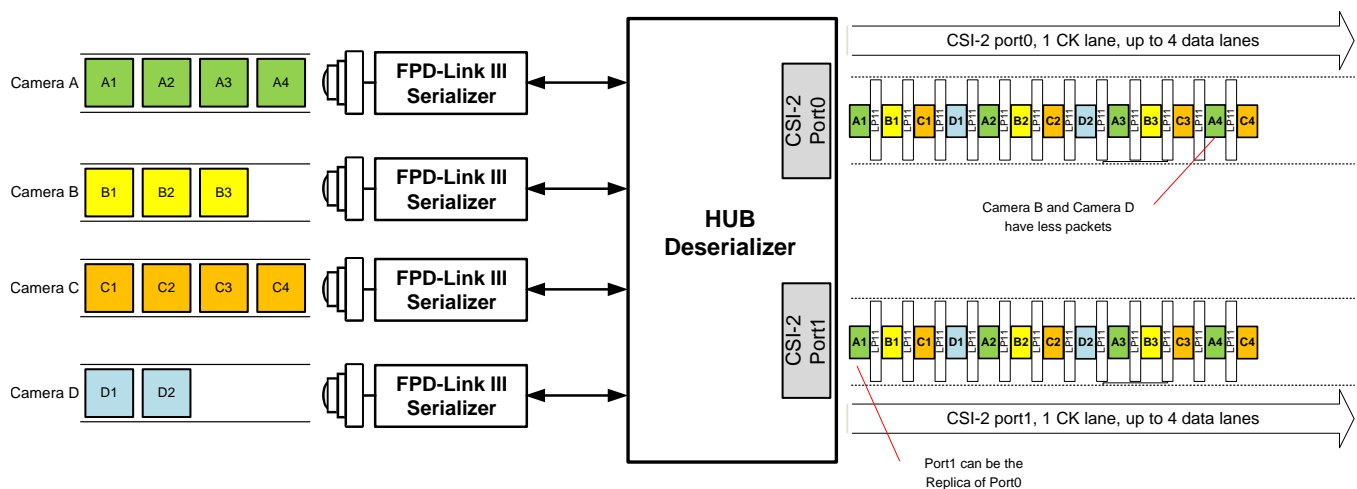 CSI-2 port0, 1 CK lane, up to 4 data lanes
Camera A A1 A2 A3 A4
FPD-Link III
Serializer
CSI-2
Port0
A1 LP11 B1 LP11 C1 LP11 D1 LP11 A2 LP11 B2 LP11 C2 LP11 D2 LP11 A3 LP11 B3 LP11 C3 LP11 A4 LP11 C4
Camera B and Camera D
have less packets
Camera B B1 B2 B3
FPD-Link III
Serializer
HUB
Deserializer
Camera C C1 C2 C3 C4
FPD-Link III
Serializer
CSI-2
Port1
A1 LP11 B1 LP11 C1 LP11 D1 LP11 A2 LP11 B2 LP11 C2 LP11 D2 LP11 A3 LP11 B3 LP11 C3 LP11 A4 LP11 C4
Camera D D1 D2
FPD-Link III
Serializer
CSI-2 port1, 1 CK lane, up to 4 data lanes
Port1 can be the
Replica of Port0